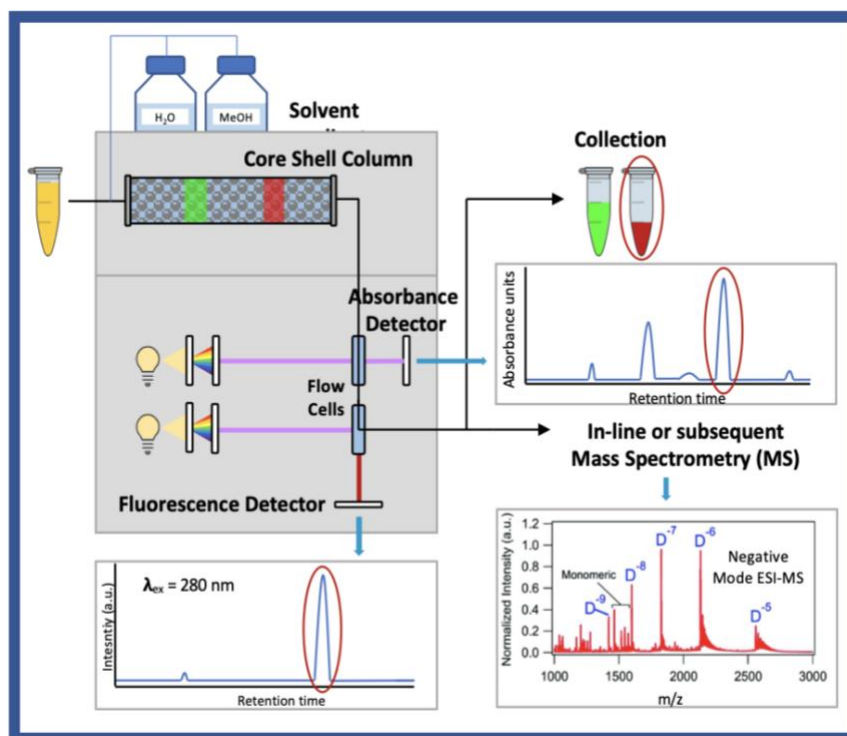 H₂O
MeOH
Solvent
Core Shell Column
Collection
Absorbance
Detector
Absorbance units
Retention time
Flow
Cells
In-line or subsequent
Mass Spectrometry (MS)
Fluorescence Detector
λex = 280 nm
Intesntiy (a.u.)
Retention time
Normalized Intensity (a.u.)
1.2
1.0
0.8
0.6
0.4
0.2
0.0
D⁻⁹
Monomeric
D⁻⁸
D⁻⁷
D⁻⁶
D⁻⁵
Negative
Mode ESI-MS
1000
1500
2000
2500
3000
m/z